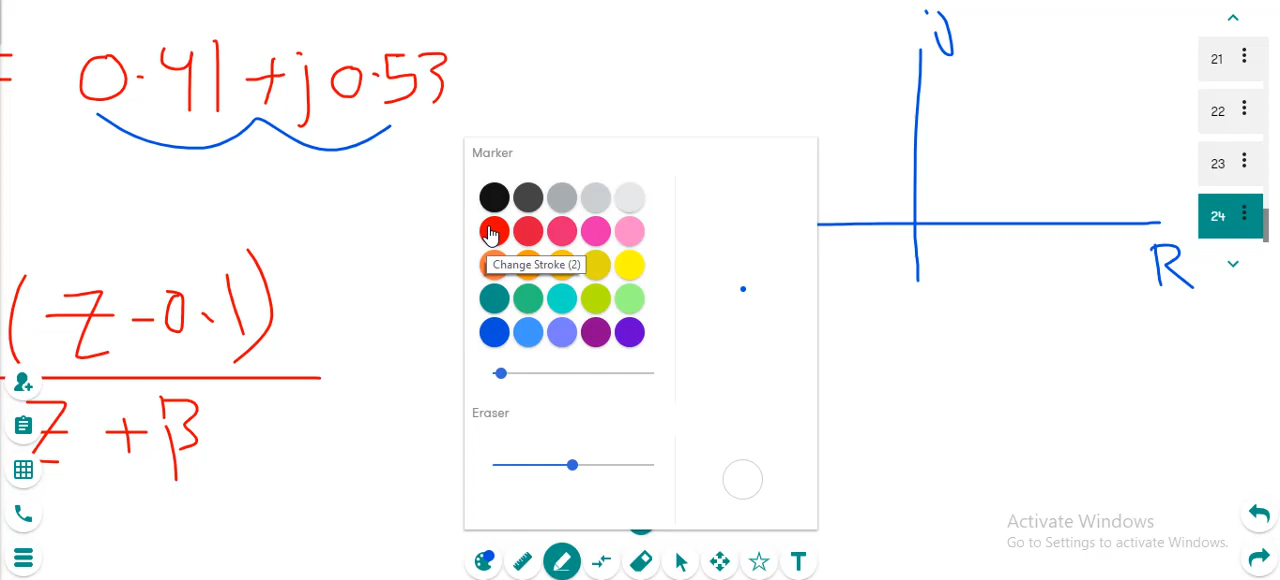 = 0.41 + j0.53
(z - 0.1)
z + β
j
R
Marker
Change Stroke (2)
Eraser
21
22
23
24
T
Activate Windows
Go to Settings to activate Windows.